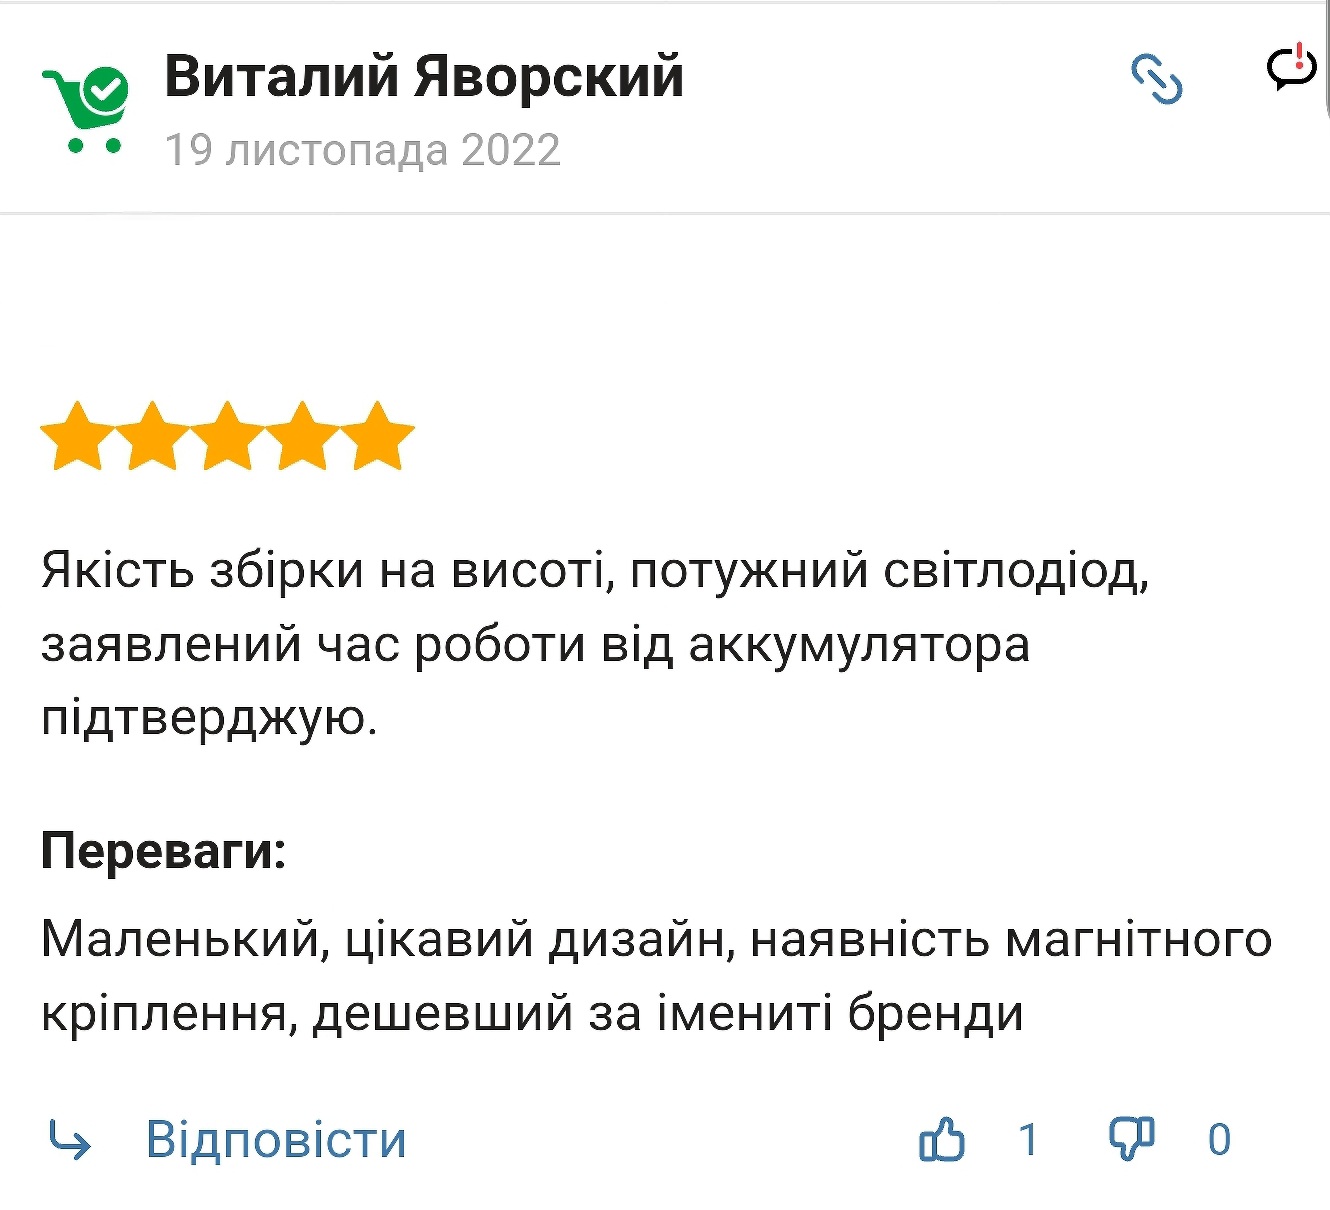 Виталий Яворский
19 листопада 2022
Якість збірки на висоті, потужний світлодіод,
заявлений час роботи від аккумулятора
підтверджую.
Переваги:
Маленький, цікавий дизайн, наявність магнітного
кріплення, дешевший за імениті бренди
Відповісти 1 0